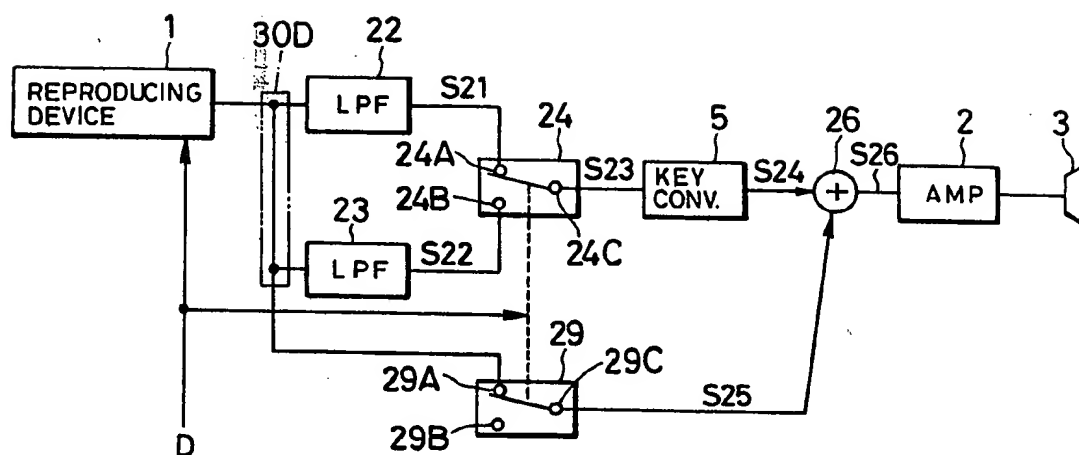 1
30D
22
REPRODUCING
DEVICE
LPF
S21
24
5
26
2
3
24A
S23
S24
S26
KEY
CONV.
+
AMP
24B
24C
23
LPF
S22
29
29A
29C
S25
29B
D